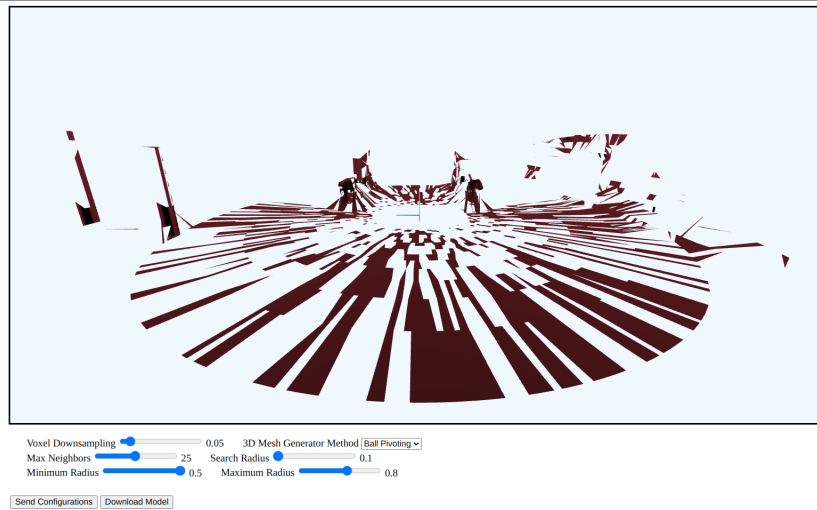 Voxel Downsampling 0.05 3D Mesh Generator Method Ball Pivoting
Max Neighbors 25 Search Radius 0.1
Minimum Radius 0.5 Maximum Radius 0.8
Send Configurations Download Model